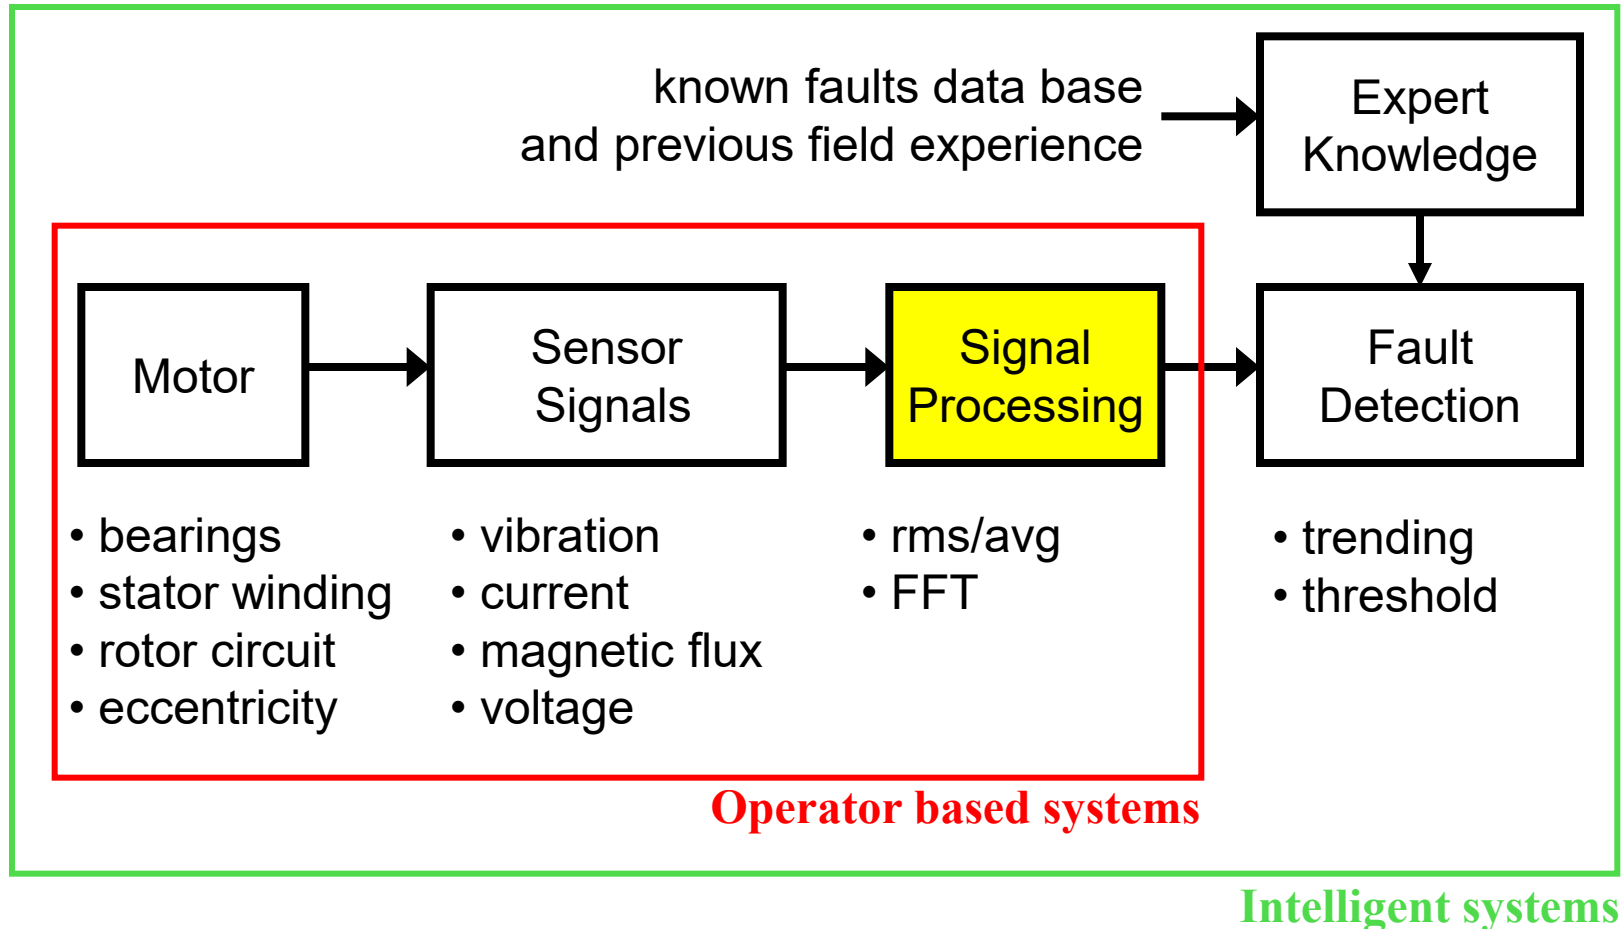 known faults data base
and previous field experience
Expert
Knowledge
Motor
Sensor
Signals
Signal
Processing
Fault
Detection
• bearings
• stator winding
• rotor circuit
• eccentricity
• vibration
• current
• magnetic flux
• voltage
• rms/avg
• FFT
• trending
• threshold
Operator based systems
Intelligent systems